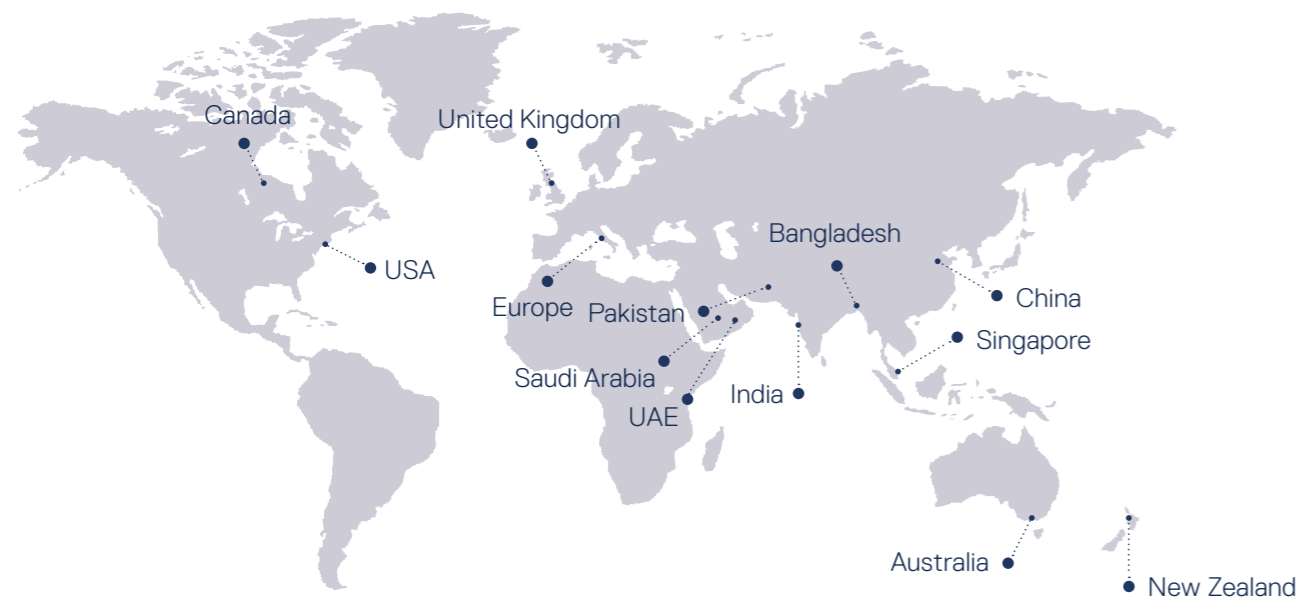 Canada
United Kingdom
Bangladesh
USA
China
Europe
Pakistan
Singapore
Saudi Arabia
India
UAE
Australia
New Zealand